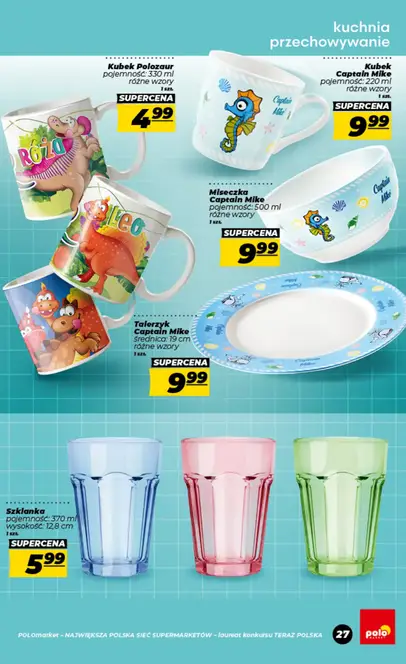 kuchnia
przechowywanie
Kubek Polozaur
pojemność: 330 ml
różne wzory
1 szt.
SUPERCENA
4 99
Kubek
Captain Mike
pojemność: 220 ml
różne wzory
1 szt.
SUPERCENA
9 99
RÓŻA
LEO
Captain
Mike
Miseczka
Captain Mike
pojemność: 500 ml
różne wzory
1 szt.
SUPERCENA
9 99
Captain
Mike
Talerzyk
Captain Mike
średnica: 19 cm
różne wzory
1 szt.
SUPERCENA
9 99
Szklanka
pojemność: 370 ml
wysokość: 12,8 cm
1 szt.
SUPERCENA
5 99
POLOmarket – NAJWIĘKSZA POLSKA SIEĆ SUPERMARKETÓW – laureat konkursu TERAZ POLSKA
27
polo